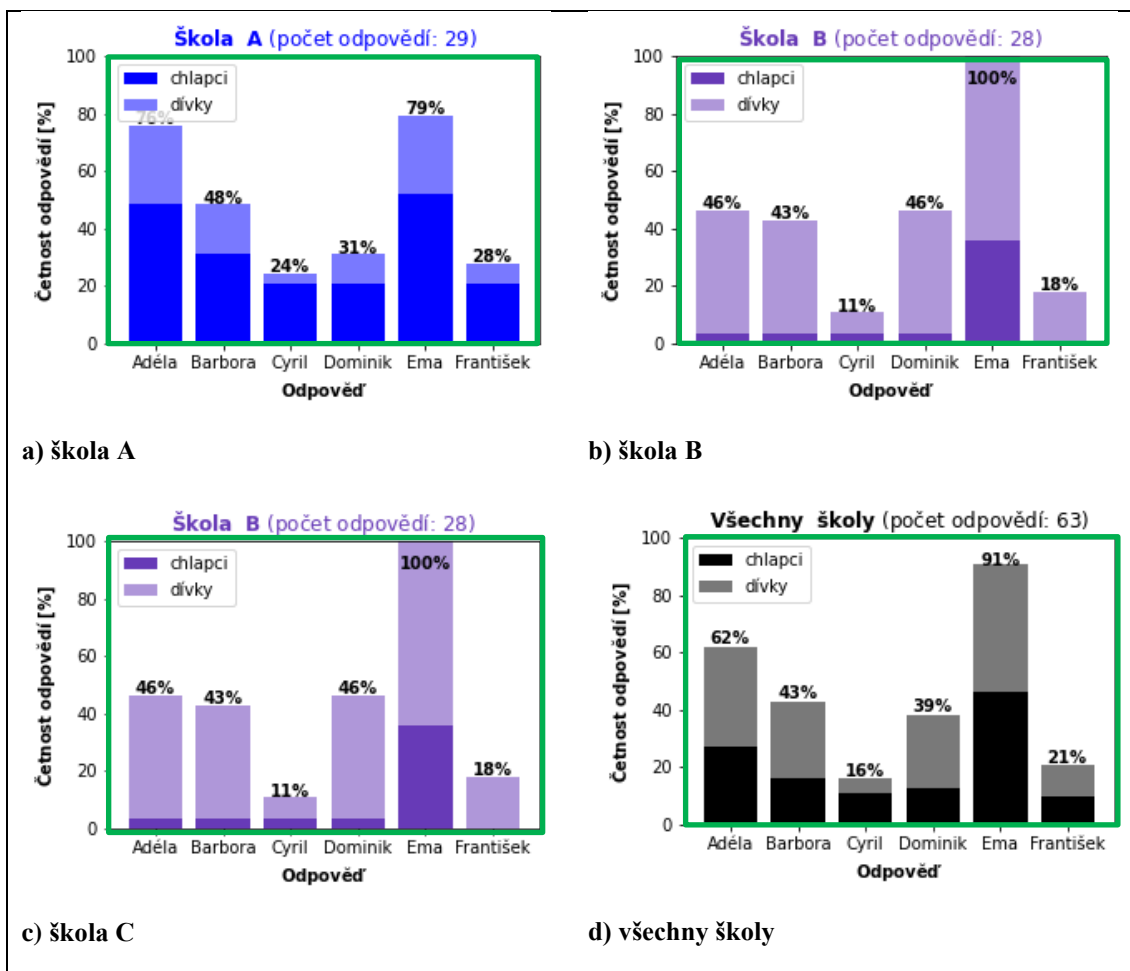 Škola A (počet odpovědí: 29)
Četnost odpovědí [%]
100
80
60
40
20
0
chlapci
dívky
76%
48%
24%
31%
79%
28%
Adéla Barbora Cyril Dominik Ema František
Odpověď
a) škola A
Škola B (počet odpovědí: 28)
Četnost odpovědí [%]
100
80
60
40
20
0
chlapci
dívky
46%
43%
11%
46%
100%
18%
Adéla Barbora Cyril Dominik Ema František
Odpověď
b) škola B
Škola B (počet odpovědí: 28)
Četnost odpovědí [%]
100
80
60
40
20
0
chlapci
dívky
46%
43%
11%
46%
100%
18%
Adéla Barbora Cyril Dominik Ema František
Odpověď
c) škola C
Všechny školy (počet odpovědí: 63)
Četnost odpovědí [%]
100
80
60
40
20
0
chlapci
dívky
62%
43%
16%
39%
91%
21%
Adéla Barbora Cyril Dominik Ema František
Odpověď
d) všechny školy